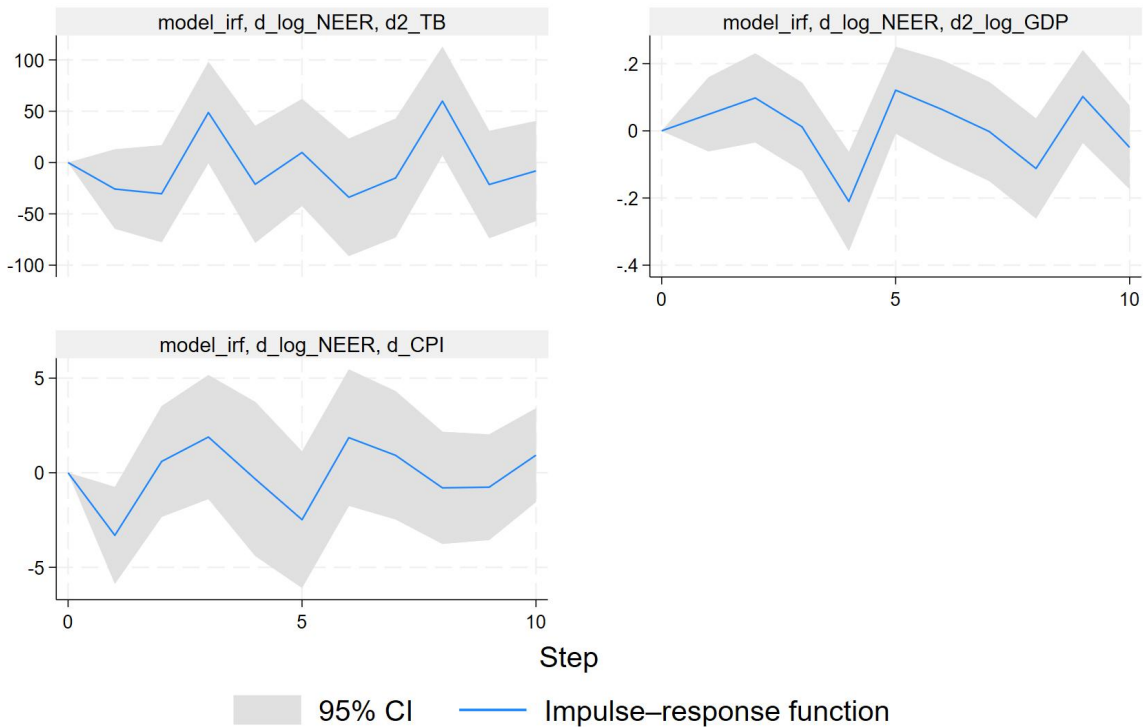 model_irf, d_log_NEER, d2_TB
100
50
0
-50
-100
model_irf, d_log_NEER, d2_log_GDP
.2
0
-.2
-.4
0 5 10
model_irf, d_log_NEER, d_CPI
5
0
-5
0 5 10
Step
95% CI Impulse–response function